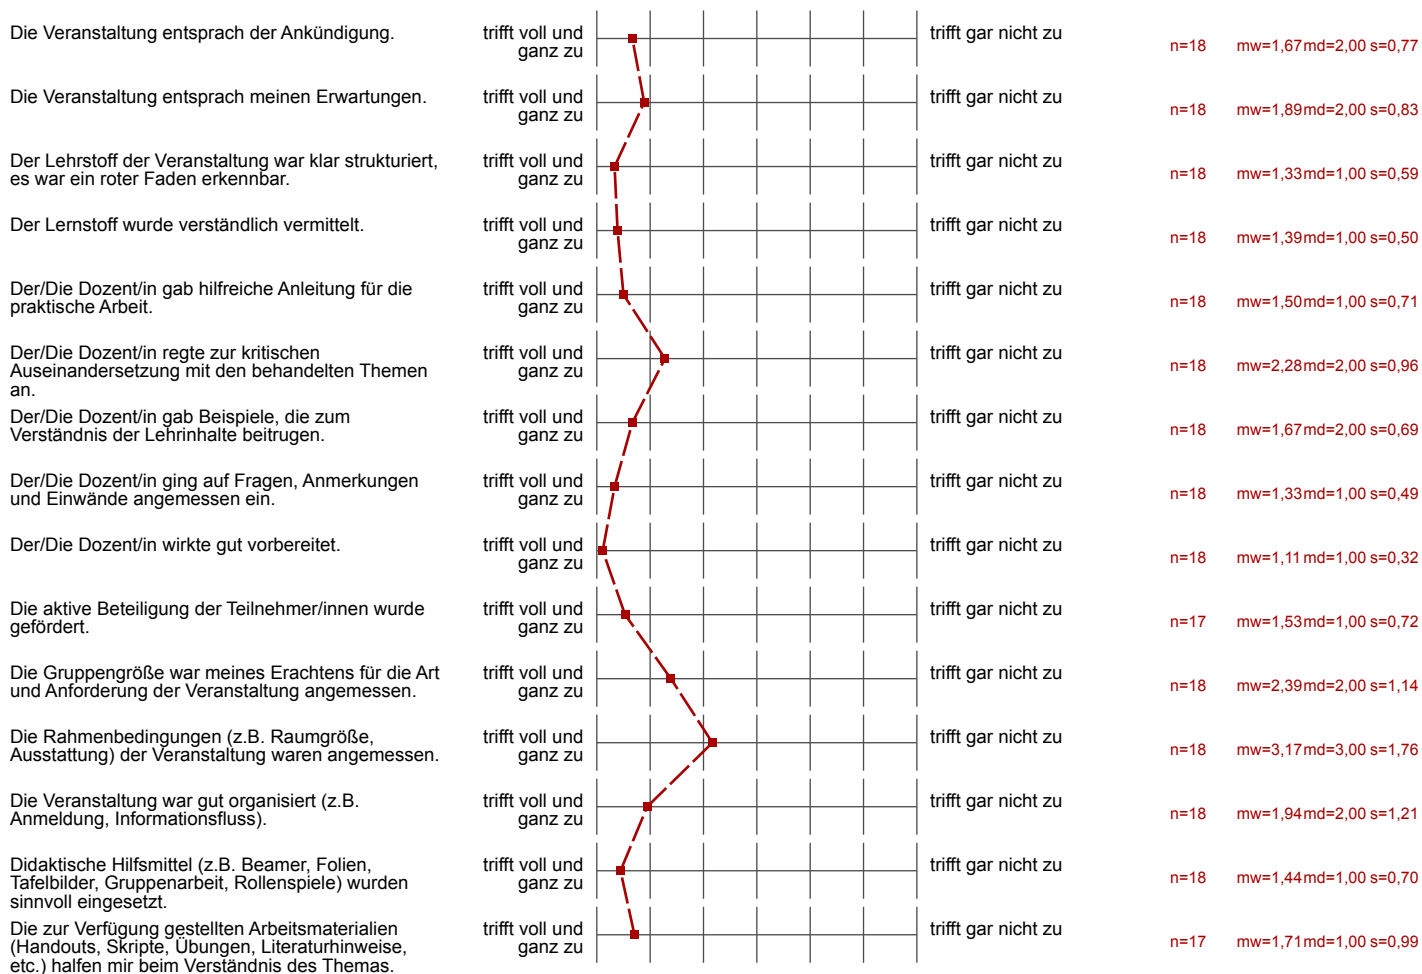 Die Veranstaltung entsprach der Ankündigung.
trifft voll und
ganz zu
trifft gar nicht zu
n=18 mw=1,67 md=2,00 s=0,77
Die Veranstaltung entsprach meinen Erwartungen.
trifft voll und
ganz zu
trifft gar nicht zu
n=18 mw=1,89 md=2,00 s=0,83
Der Lehrstoff der Veranstaltung war klar strukturiert,
es war ein roter Faden erkennbar.
trifft voll und
ganz zu
trifft gar nicht zu
n=18 mw=1,33 md=1,00 s=0,59
Der Lernstoff wurde verständlich vermittelt.
trifft voll und
ganz zu
trifft gar nicht zu
n=18 mw=1,39 md=1,00 s=0,50
Der/Die Dozent/in gab hilfreiche Anleitung für die
praktische Arbeit.
trifft voll und
ganz zu
trifft gar nicht zu
n=18 mw=1,50 md=1,00 s=0,71
Der/Die Dozent/in regte zur kritischen
Auseinandersetzung mit den behandelten Themen
an.
trifft voll und
ganz zu
trifft gar nicht zu
n=18 mw=2,28 md=2,00 s=0,96
Der/Die Dozent/in gab Beispiele, die zum
Verständnis der Lehrinhalte beitrugen.
trifft voll und
ganz zu
trifft gar nicht zu
n=18 mw=1,67 md=2,00 s=0,69
Der/Die Dozent/in ging auf Fragen, Anmerkungen
und Einwände angemessen ein.
trifft voll und
ganz zu
trifft gar nicht zu
n=18 mw=1,33 md=1,00 s=0,49
Der/Die Dozent/in wirkte gut vorbereitet.
trifft voll und
ganz zu
trifft gar nicht zu
n=18 mw=1,11 md=1,00 s=0,32
Die aktive Beteiligung der Teilnehmer/innen wurde
gefördert.
trifft voll und
ganz zu
trifft gar nicht zu
n=17 mw=1,53 md=1,00 s=0,72
Die Gruppengröße war meines Erachtens für die Art
und Anforderung der Veranstaltung angemessen.
trifft voll und
ganz zu
trifft gar nicht zu
n=18 mw=2,39 md=2,00 s=1,14
Die Rahmenbedingungen (z.B. Raumgröße,
Ausstattung) der Veranstaltung waren angemessen.
trifft voll und
ganz zu
trifft gar nicht zu
n=18 mw=3,17 md=3,00 s=1,76
Die Veranstaltung war gut organisiert (z.B.
Anmeldung, Informationsfluss).
trifft voll und
ganz zu
trifft gar nicht zu
n=18 mw=1,94 md=2,00 s=1,21
Didaktische Hilfsmittel (z.B. Beamer, Folien,
Tafelbilder, Gruppenarbeit, Rollenspiele) wurden
sinnvoll eingesetzt.
trifft voll und
ganz zu
trifft gar nicht zu
n=18 mw=1,44 md=1,00 s=0,70
Die zur Verfügung gestellten Arbeitsmaterialien
(Handouts, Skripte, Übungen, Literaturhinweise,
etc.) halfen mir beim Verständnis des Themas.
trifft voll und
ganz zu
trifft gar nicht zu
n=17 mw=1,71 md=1,00 s=0,99